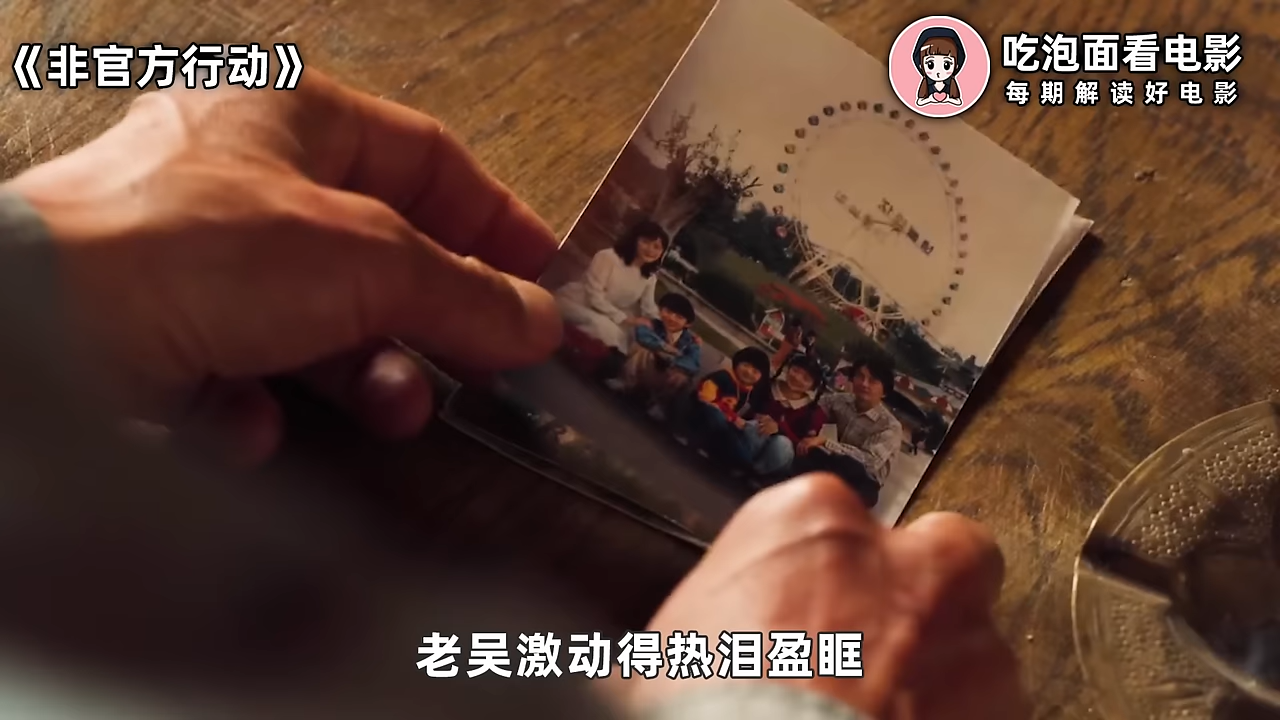 《非官方行动》
吃泡面看电影
每期解读好电影
老吴激动得热泪盈眶